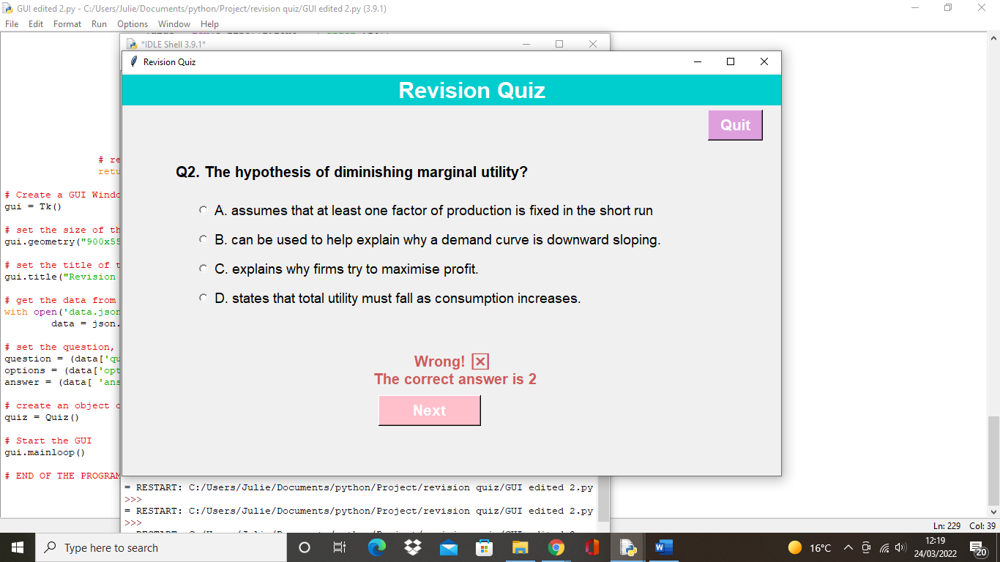 GUI edited 2.py - C:/Users/Julie/Documents/python/Project/revision quiz/GUI edited 2.py (3.9.1)
File Edit Format Run Options Window Help
*IDLE Shell 3.9.1*
Revision Quiz
Revision Quiz
Quit
Q2. The hypothesis of diminishing marginal utility?
A. assumes that at least one factor of production is fixed in the short run
B. can be used to help explain why a demand curve is downward sloping.
C. explains why firms try to maximise profit.
D. states that total utility must fall as consumption increases.
Wrong!
The correct answer is 2
Next
# re
retu
# Create a GUI Windo
gui = Tk()
# set the size of th
gui.geometry("900x55
# set the title of t
gui.title("Revision
# get the data from
with open('data.json
data = json.
# set the question,
question = (data['qu
options = (data['opt
answer = (data[ 'ans
# create an object o
quiz = Quiz()
# Start the GUI
gui.mainloop()
# END OF THE PROGRAM
= RESTART: C:/Users/Julie/Documents/python/Project/revision quiz/GUI edited 2.py
>>>
= RESTART: C:/Users/Julie/Documents/python/Project/revision quiz/GUI edited 2.py
>>>
Ln: 229 Col: 39
Type here to search
16°C
12:19
24/03/2022
20